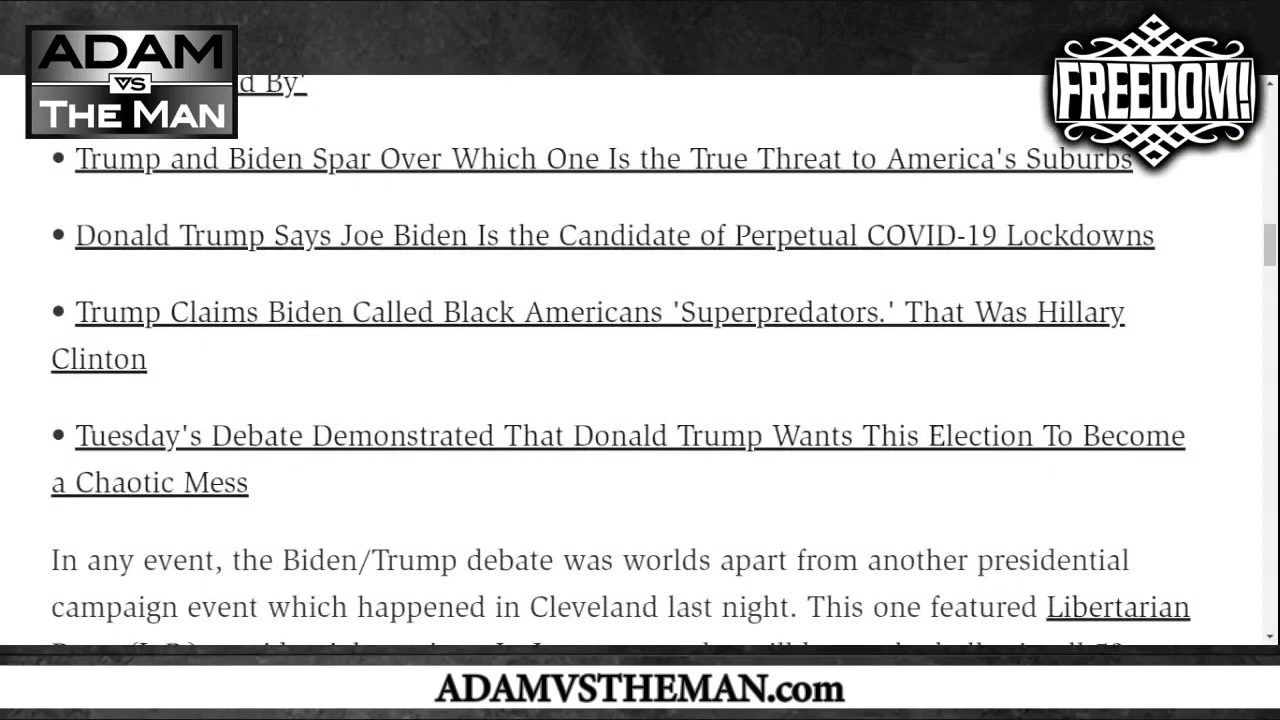 ADAM
VS
THE MAN
FREEDOM!
d By'
• Trump and Biden Spar Over Which One Is the True Threat to America's Suburbs
• Donald Trump Says Joe Biden Is the Candidate of Perpetual COVID-19 Lockdowns
• Trump Claims Biden Called Black Americans 'Superpredators.' That Was Hillary
Clinton
• Tuesday's Debate Demonstrated That Donald Trump Wants This Election To Become
a Chaotic Mess
In any event, the Biden/Trump debate was worlds apart from another presidential
campaign event which happened in Cleveland last night. This one featured Libertarian
ADAMVSTHEMAN.com